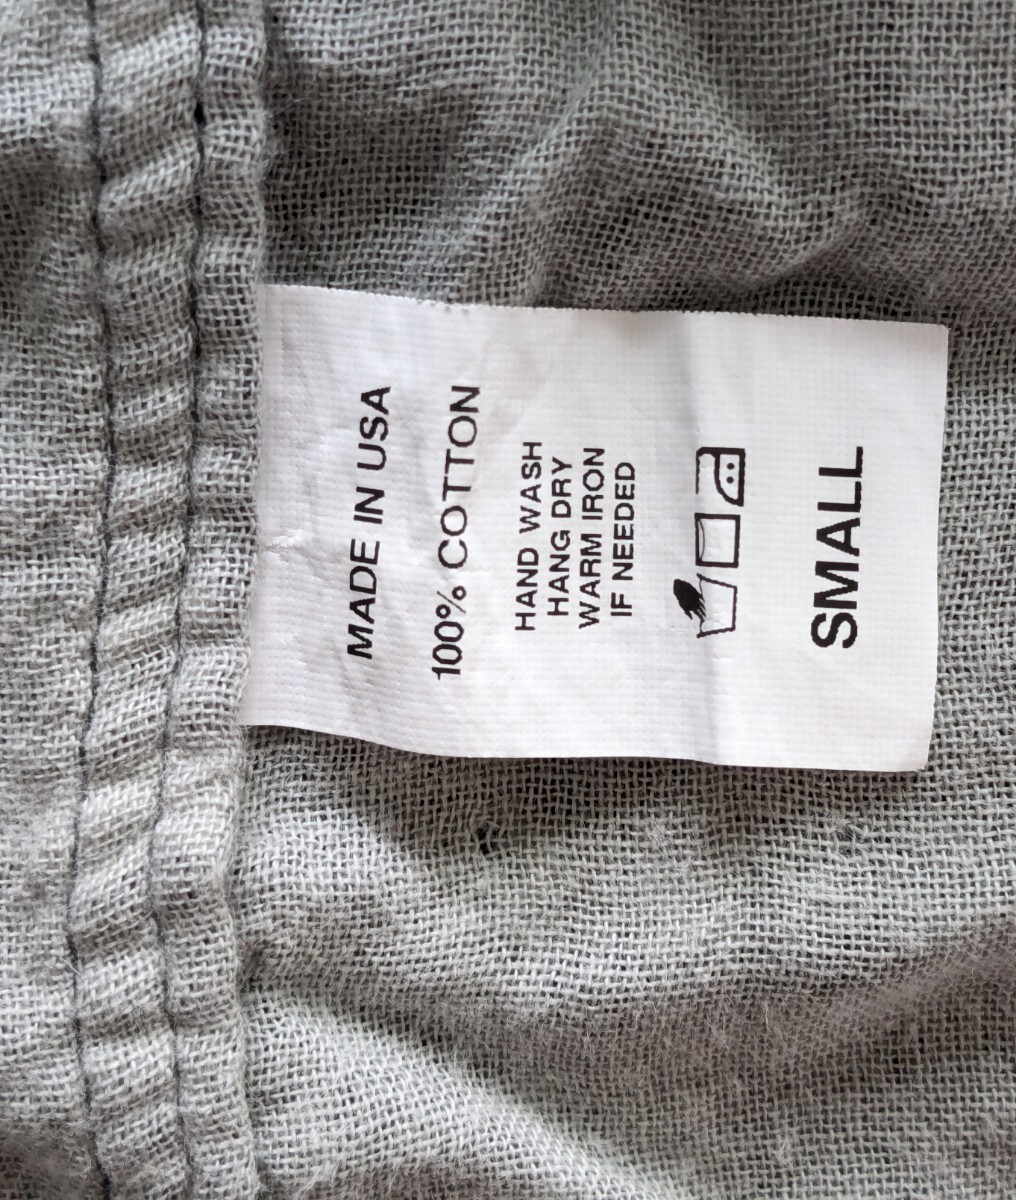 MADE IN USA
100% COTTON
HAND WASH
HANG DRY
WARM IRON
IF NEEDED
SMALL